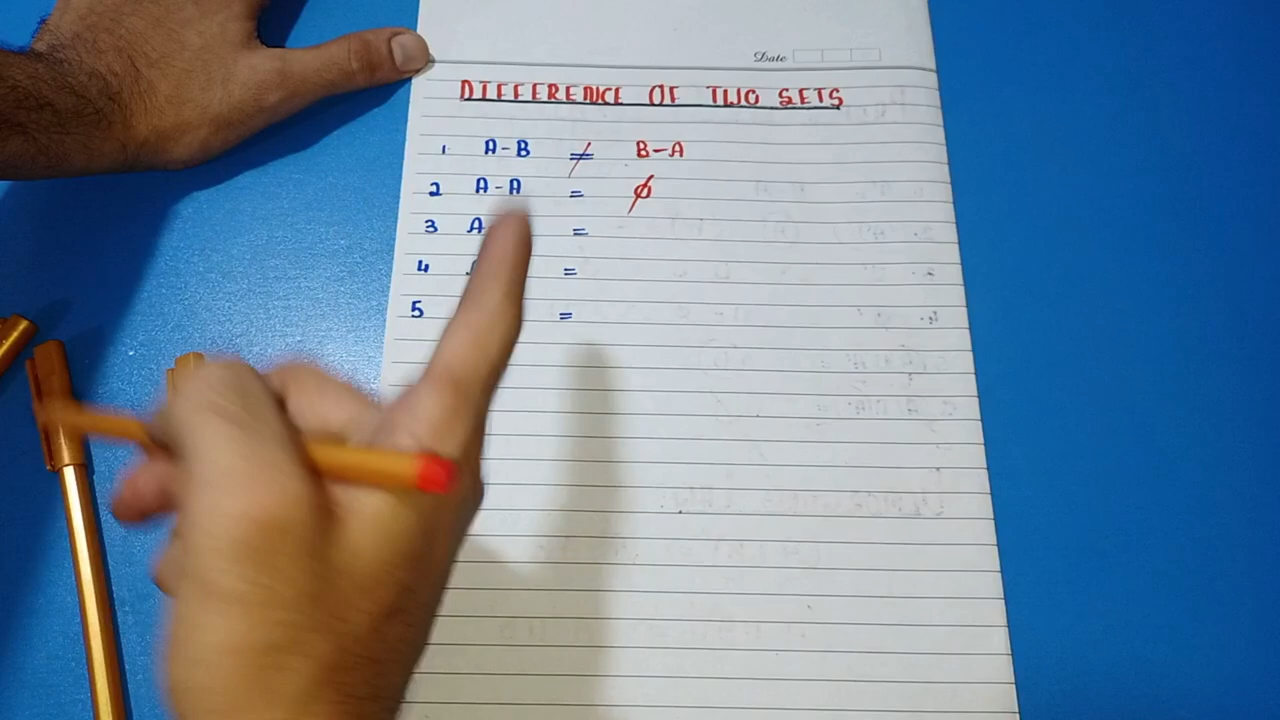 Date
DIFFERENCE OF TWO SETS
1. A-B ≠ B-A
2 A-A = ϕ
3 A =
4 =
5 =